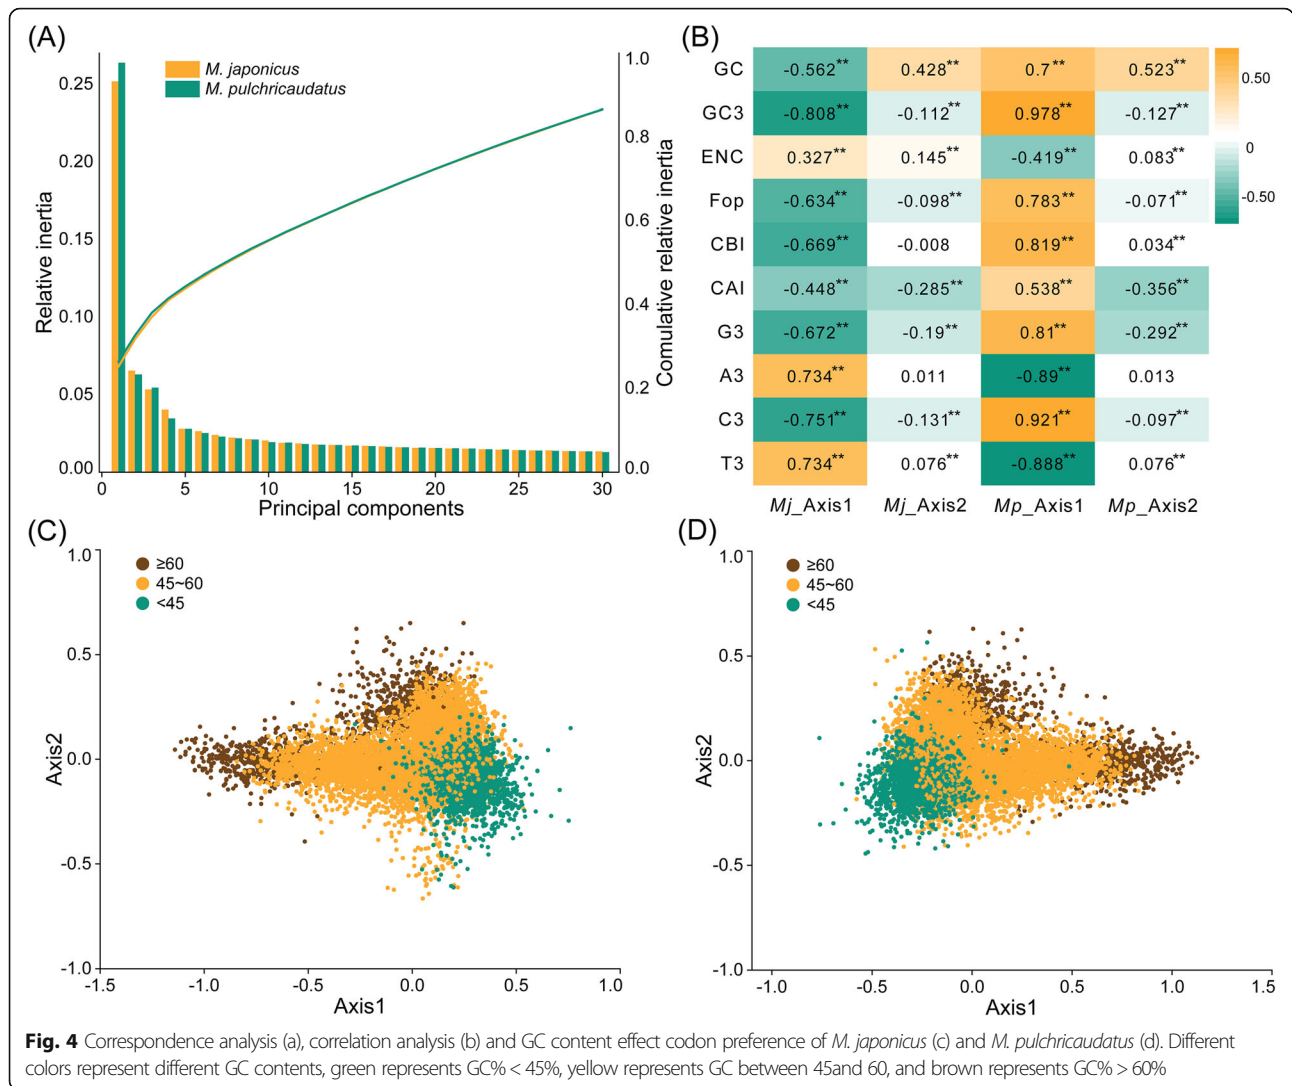 (A)
M. japonicus
M. pulchricaudatus
Relative inertia
0.25
0.20
0.15
0.10
0.05
0.00
1.0
0.8
0.6
0.4
0.2
0.0
Comulative relative inertia
0 5 10 15 20 25 30
Principal components
(B)
GC -0.562** 0.428** 0.7** 0.523**
GC3 -0.808** -0.112** 0.978** -0.127**
ENC 0.327** 0.145** -0.419** 0.083**
Fop -0.634** -0.098** 0.783** -0.071**
CBI -0.669** -0.008 0.819** 0.034**
CAI -0.448** -0.285** 0.538** -0.356**
G3 -0.672** -0.19** 0.81** -0.292**
A3 0.734** 0.011 -0.89** 0.013
C3 -0.751** -0.131** 0.921** -0.097**
T3 0.734** 0.076** -0.888** 0.076**
Mj_Axis1 Mj_Axis2 Mp_Axis1 Mp_Axis2
0.50
0
-0.50
(C)
≥60
45~60
<45
1.0
0.5
0.0
-0.5
-1.0
Axis2
-1.5 -1.0 -0.5 0.0 0.5 1.0
Axis1
(D)
≥60
45~60
<45
1.0
0.5
0.0
-0.5
-1.0
Axis2
-1.0 -0.5 0.0 0.5 1.0 1.5
Axis1
Fig. 4 Correspondence analysis (a), correlation analysis (b) and GC content effect codon preference of M. japonicus (c) and M. pulchricaudatus (d). Different
colors represent different GC contents, green represents GC% < 45%, yellow represents GC between 45and 60, and brown represents GC% > 60%